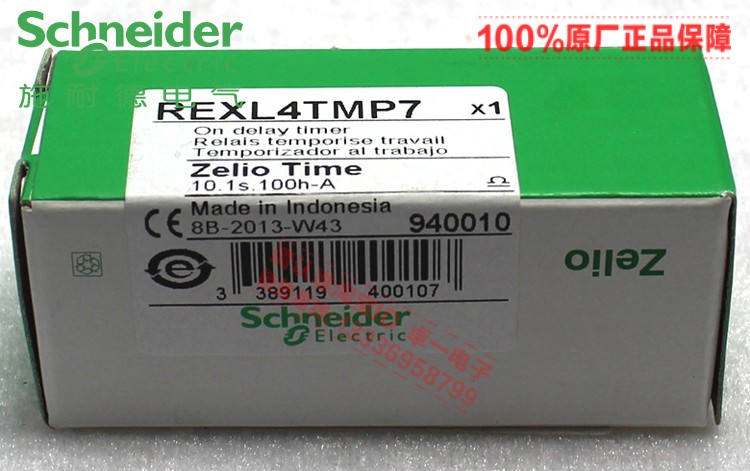 Schneider
Electric
施耐德电气
100%原厂正品保障
REXL4TMP7 x1
On delay timer
Relais temporise travail
Temporizador al trabajo
Zelio Time
10.1s.100h-A
Made in Indonesia
CE 8B-2013-W43 940010
3 389119 400107
Schneider
Electric
Zelio